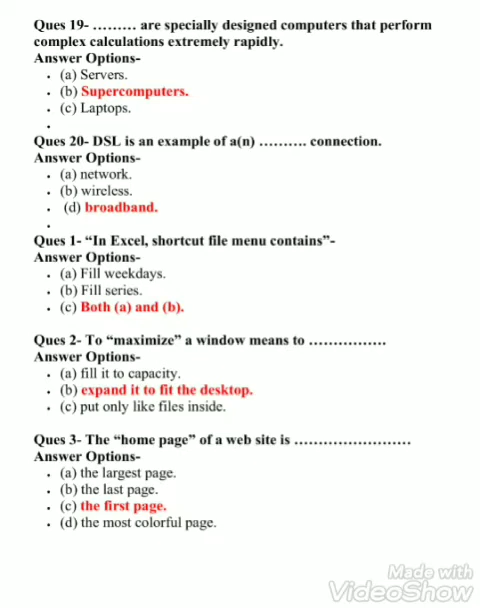 Ques 19- ......... are specially designed computers that perform
complex calculations extremely rapidly.
Answer Options-
• (a) Servers.
• (b) Supercomputers.
• (c) Laptops.
•
Ques 20- DSL is an example of a(n) .......... connection.
Answer Options-
• (a) network.
• (b) wireless.
• (d) broadband.
•
Ques 1- “In Excel, shortcut file menu contains”-
Answer Options-
• (a) Fill weekdays.
• (b) Fill series.
• (c) Both (a) and (b).
Ques 2- To “maximize” a window means to ................
Answer Options-
• (a) fill it to capacity.
• (b) expand it to fit the desktop.
• (c) put only like files inside.
Ques 3- The “home page” of a web site is ........................
Answer Options-
• (a) the largest page.
• (b) the last page.
• (c) the first page.
• (d) the most colorful page.
Made with
VideoShow